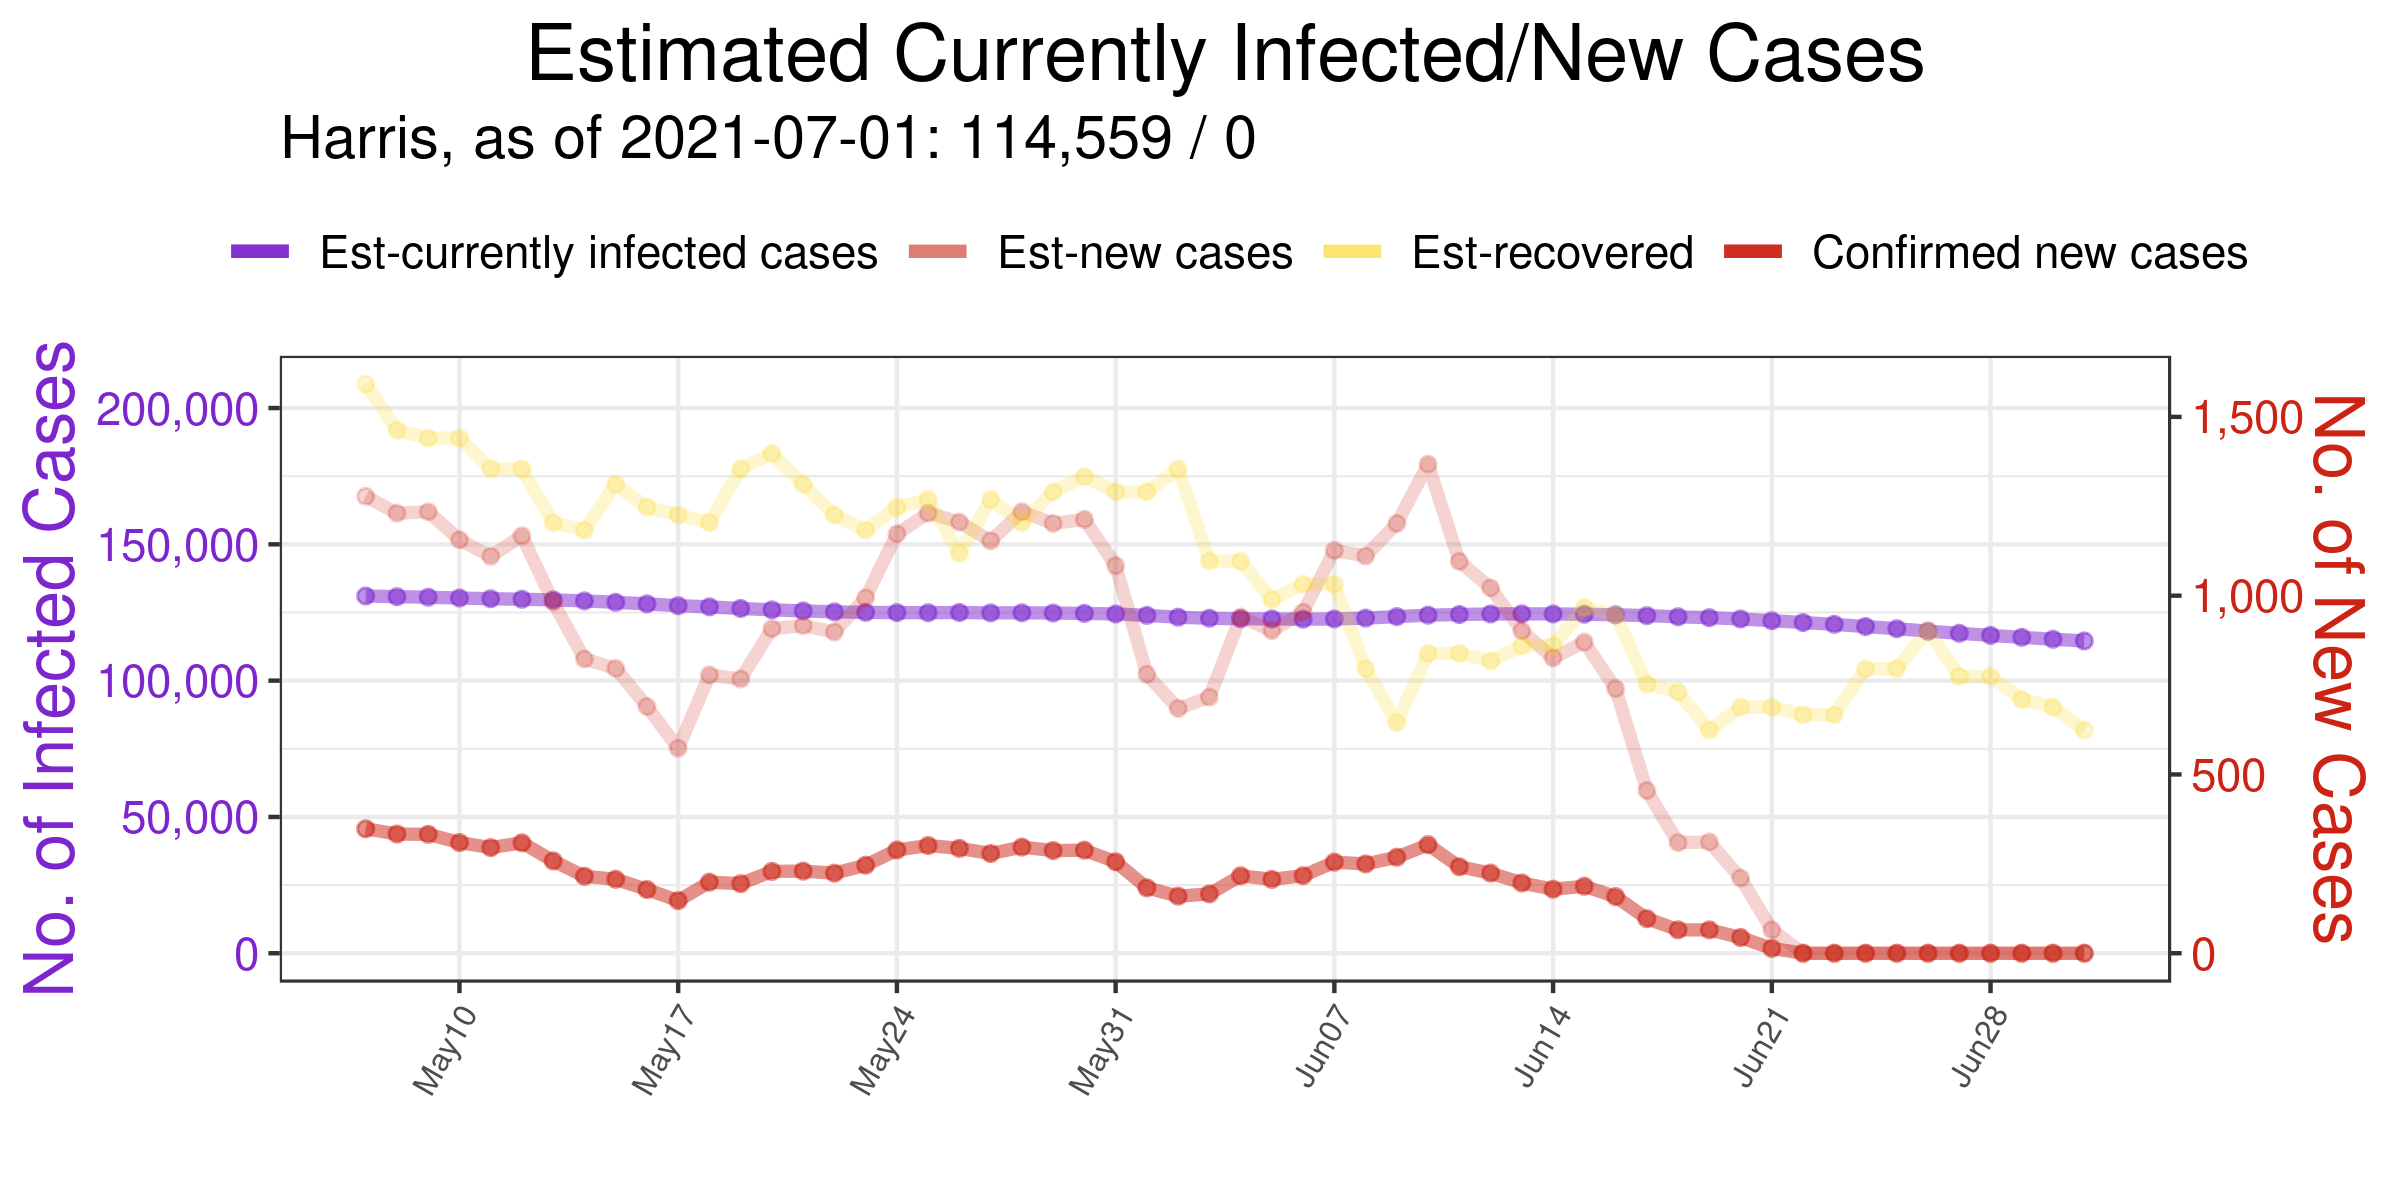 Estimated Currently Infected/New Cases
Harris, as of 2021-07-01: 114,559 / 0
Est-currently infected cases Est-new cases Est-recovered Confirmed new cases
No. of Infected Cases
200,000
150,000
100,000
50,000
0
1,500
1,000
500
0
No. of New Cases
May10 May17 May24 May31 Jun07 Jun14 Jun21 Jun28